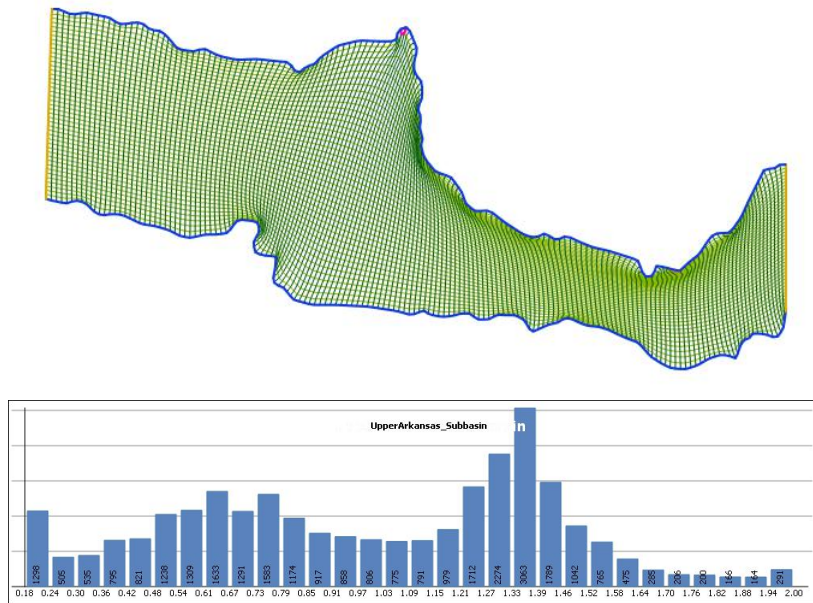 UpperArkansas_Subbasin
in
1298 505 535 795 821 1238 1309 1633 1291 1583 1174 917 858 806 775 791 979 1712 2274 3063 1789 1042 765 475 285 206 200 166 164 291
0.18 0.24 0.30 0.36 0.42 0.48 0.54 0.61 0.67 0.73 0.79 0.85 0.91 0.97 1.03 1.09 1.15 1.21 1.27 1.33 1.39 1.46 1.52 1.58 1.64 1.70 1.76 1.82 1.88 1.94 2.00